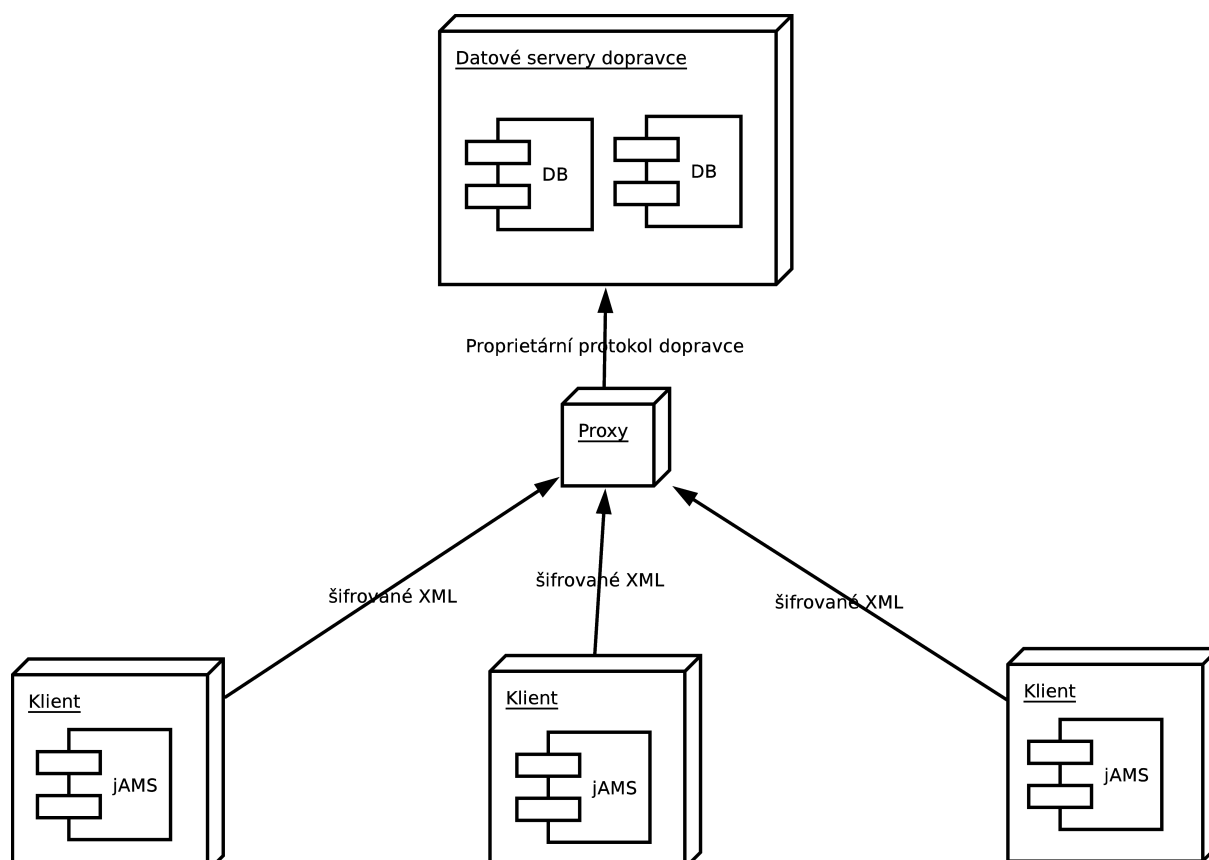 Datové servery dopravce
DB
DB
Proprietární protokol dopravce
Proxy
šifrované XML
šifrované XML
šifrované XML
Klient
jAMS
Klient
jAMS
Klient
jAMS